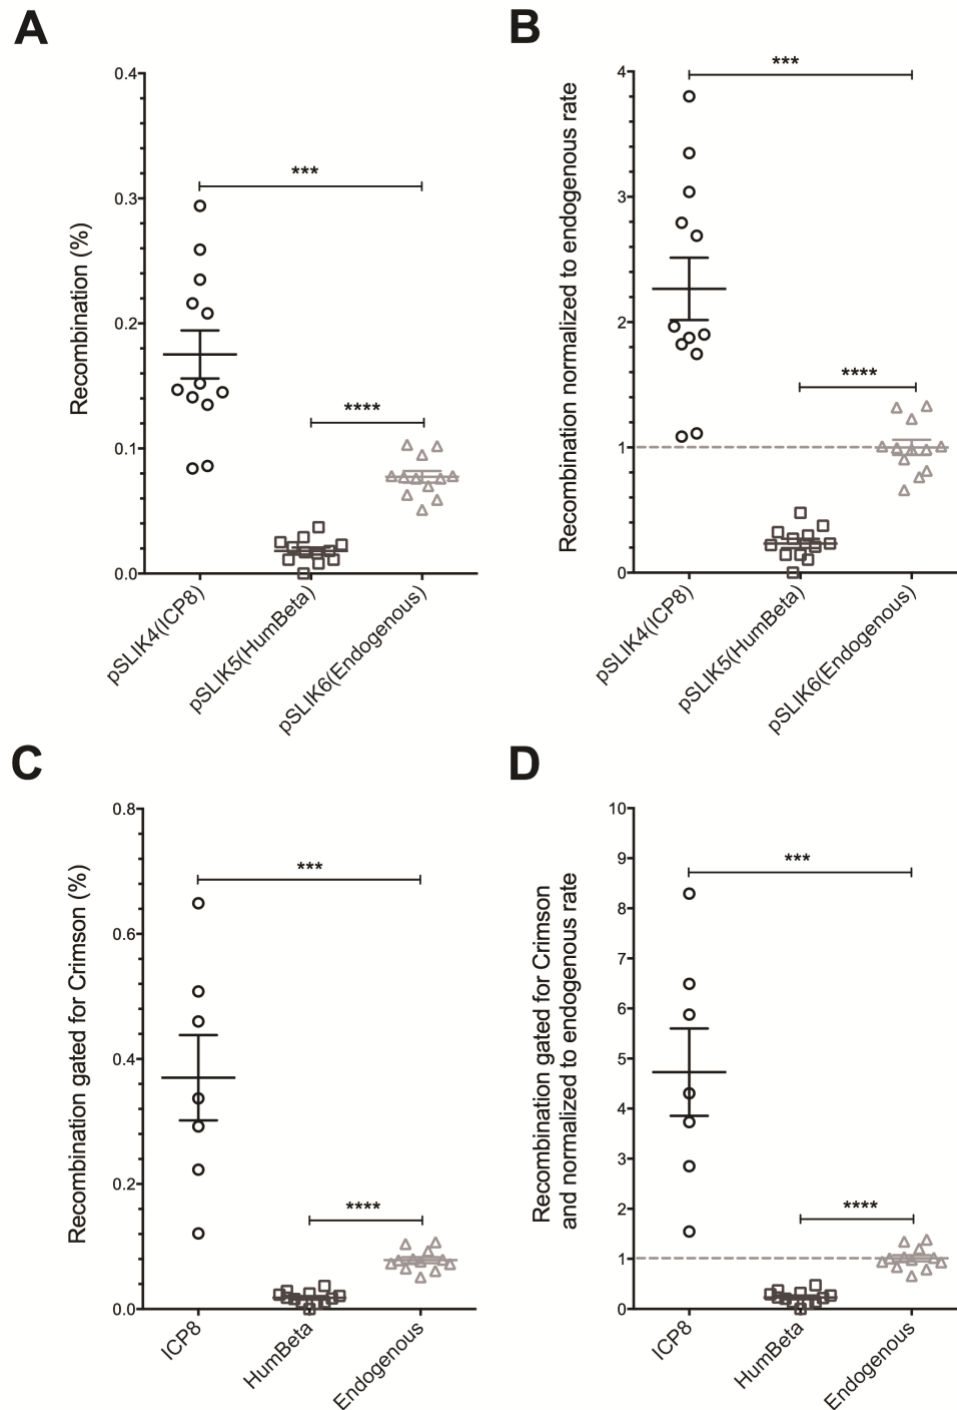 A
Recombination (%)
0.4
0.3
0.2
0.1
0.0
***
****
pSLIK4(ICP8)
pSLIK5(HumBeta)
pSLIK6(Endogenous)
B
Recombination normalized to endogenous rate
4
3
2
1
0
***
****
pSLIK4(ICP8)
pSLIK5(HumBeta)
pSLIK6(Endogenous)
C
Recombination gated for Crimson (%)
0.8
0.6
0.4
0.2
0.0
***
****
ICP8
HumBeta
Endogenous
D
Recombination gated for Crimson
and normalized to endogenous rate
10
9
8
7
6
5
4
3
2
1
0
***
****
ICP8
HumBeta
Endogenous